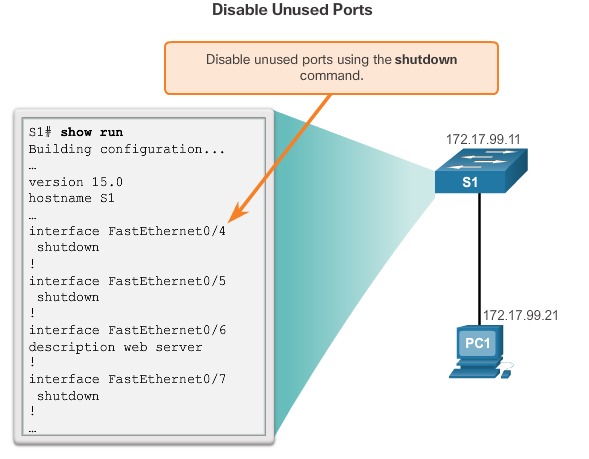 Disable Unused Ports
Disable unused ports using the shutdown
command.
S1# show run
Building configuration...
…
version 15.0
hostname S1
…
interface FastEthernet0/4
 shutdown
!
interface FastEthernet0/5
 shutdown
!
interface FastEthernet0/6
description web server
!
interface FastEthernet0/7
 shutdown
!
…
172.17.99.11
S1
172.17.99.21
PC1